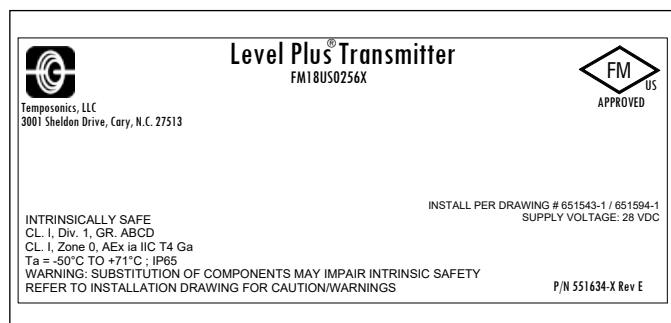 Level Plus® Transmitter
FM18US0256X
FM
US
APPROVED
Temposonics, LLC
3001 Sheldon Drive, Cary, N.C. 27513
INSTALL PER DRAWING # 651543-1 / 651594-1
SUPPLY VOLTAGE: 28 VDC
INTRINSICALLY SAFE
CL. I, Div. 1, GR. ABCD
CL. I, Zone 0, AEx ia IIC T4 Ga
Ta = -50°C TO +71°C ; IP65
WARNING: SUBSTITUTION OF COMPONENTS MAY IMPAIR INTRINSIC SAFETY
REFER TO INSTALLATION DRAWING FOR CAUTION/WARNINGS
P/N 551634-X Rev E